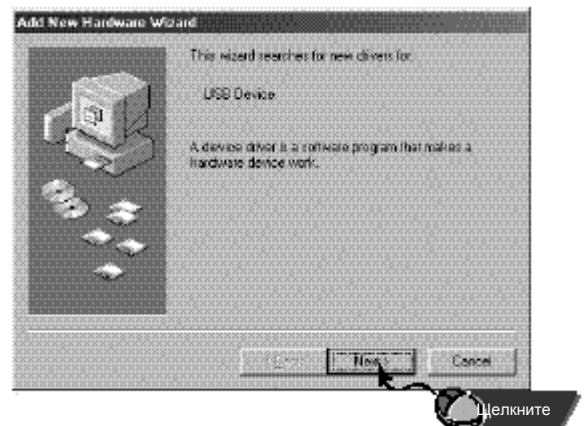 Add New Hardware Wizard
This wizard searches for new drivers for:
USB Device
A device driver is a software program that makes a
hardware device work.
< Back
Next >
Cancel
Щелкните